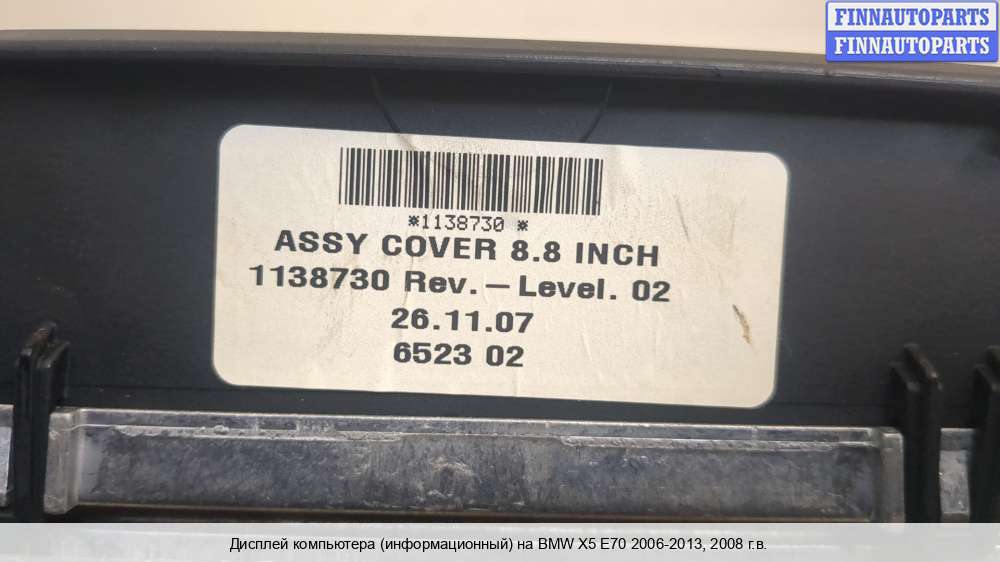 FINNAUTOPARTS
FINNAUTOPARTS
*1138730 *
ASSY COVER 8.8 INCH
1138730 Rev. – Level. 02
26.11.07
6523 02
Дисплей компьютера (информационный) на BMW X5 E70 2006-2013, 2008 г.в.